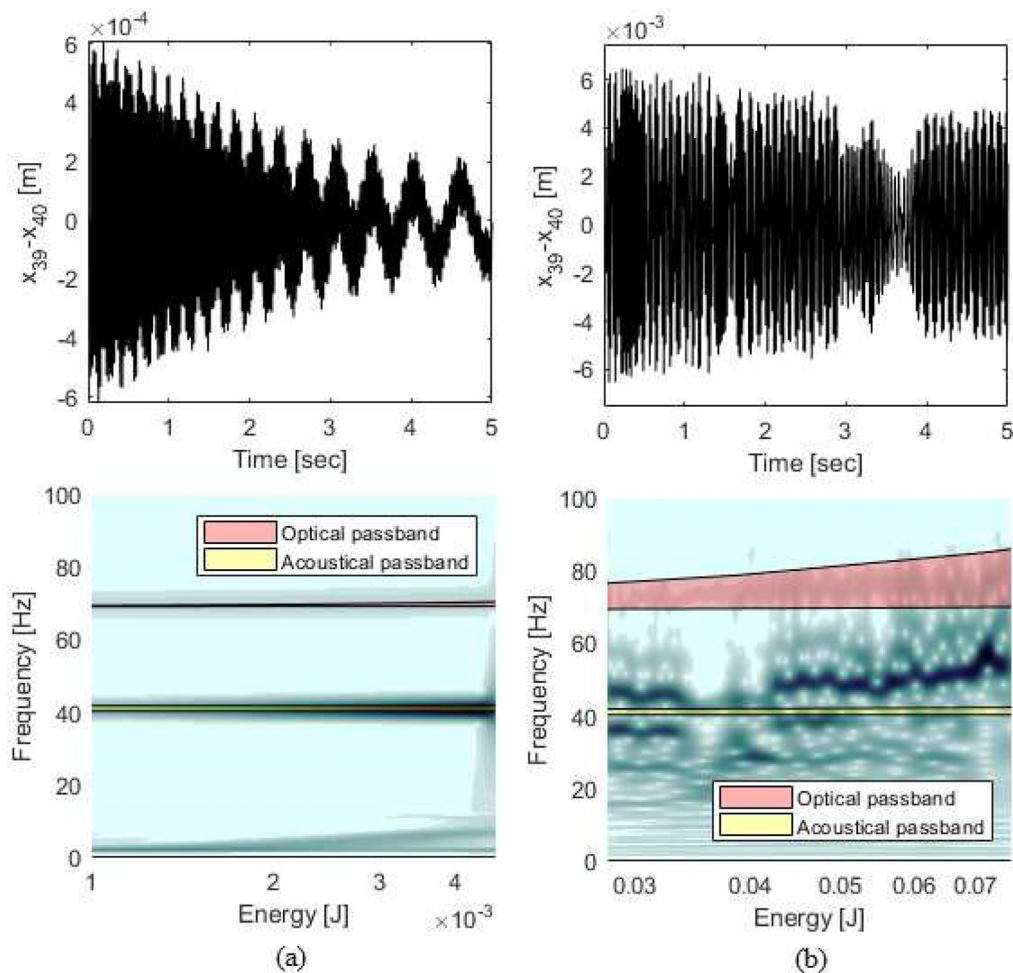 ×10⁻⁴
6
4
2
0
-2
-4
-6
x₃₉-x₄₀ [m]
0 1 2 3 4 5
Time [sec]
×10⁻³
6
4
2
0
-2
-4
-6
x₃₉-x₄₀ [m]
0 1 2 3 4 5
Time [sec]
100
80
60
40
20
0
Frequency [Hz]
Optical passband
Acoustical passband
1 2 3 4
×10⁻³
Energy [J]
(a)
100
80
60
40
20
0
Frequency [Hz]
Optical passband
Acoustical passband
0.03 0.04 0.05 0.06 0.07
Energy [J]
(b)